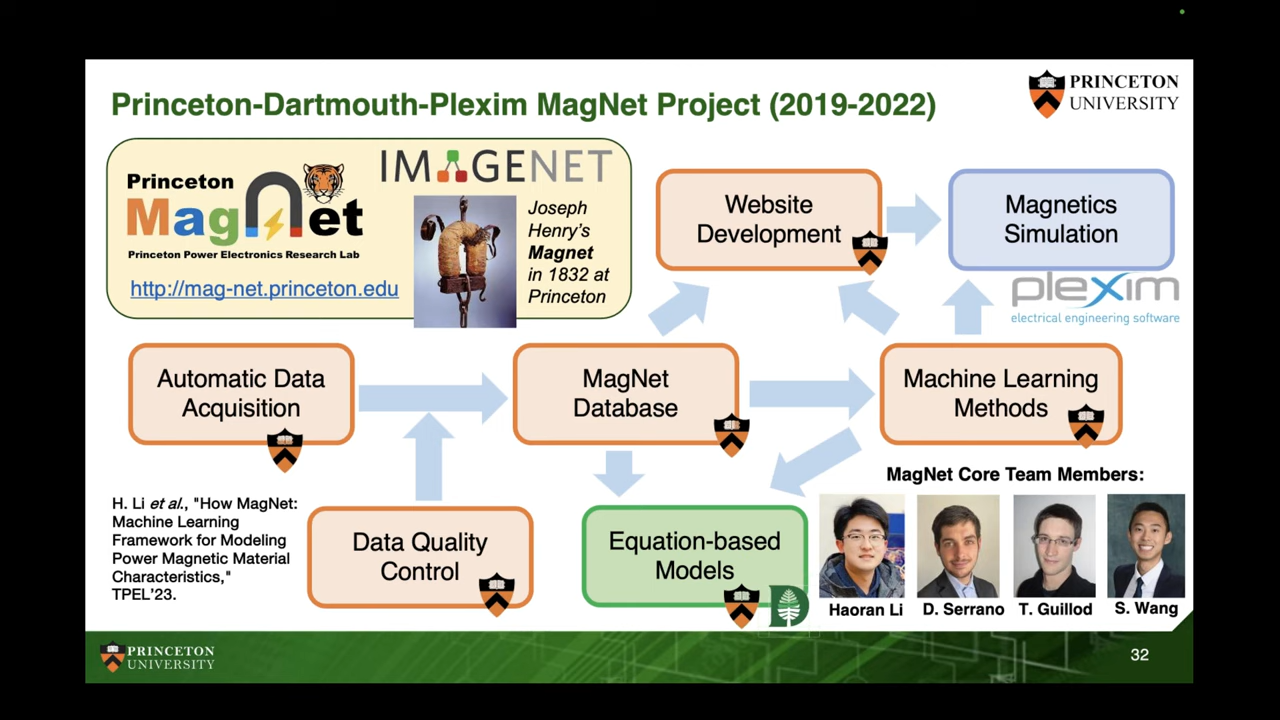 Princeton-Dartmouth-Plexim MagNet Project (2019-2022)
PRINCETON
UNIVERSITY
Princeton
MagNet
Princeton Power Electronics Research Lab
http://mag-net.princeton.edu
IMAGENET
Joseph
Henry's
Magnet
in 1832 at
Princeton
Website
Development
Magnetics
Simulation
plexim
electrical engineering software
Automatic Data
Acquisition
MagNet
Database
Machine Learning
Methods
H. Li et al., "How MagNet:
Machine Learning
Framework for Modeling
Power Magnetic Material
Characteristics,"
TPEL'23.
Data Quality
Control
Equation-based
Models
D
MagNet Core Team Members:
Haoran Li
D. Serrano
T. Guillod
S. Wang
PRINCETON
UNIVERSITY
32